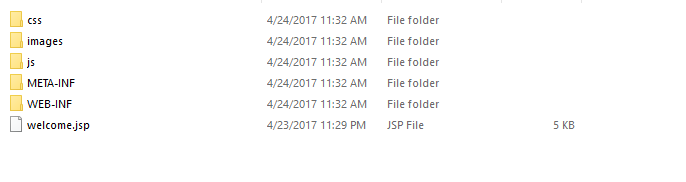 css 4/24/2017 11:32 AM File folder
images 4/24/2017 11:32 AM File folder
js 4/24/2017 11:32 AM File folder
META-INF 4/24/2017 11:32 AM File folder
WEB-INF 4/24/2017 11:32 AM File folder
welcome.jsp 4/23/2017 11:29 PM JSP File 5 KB